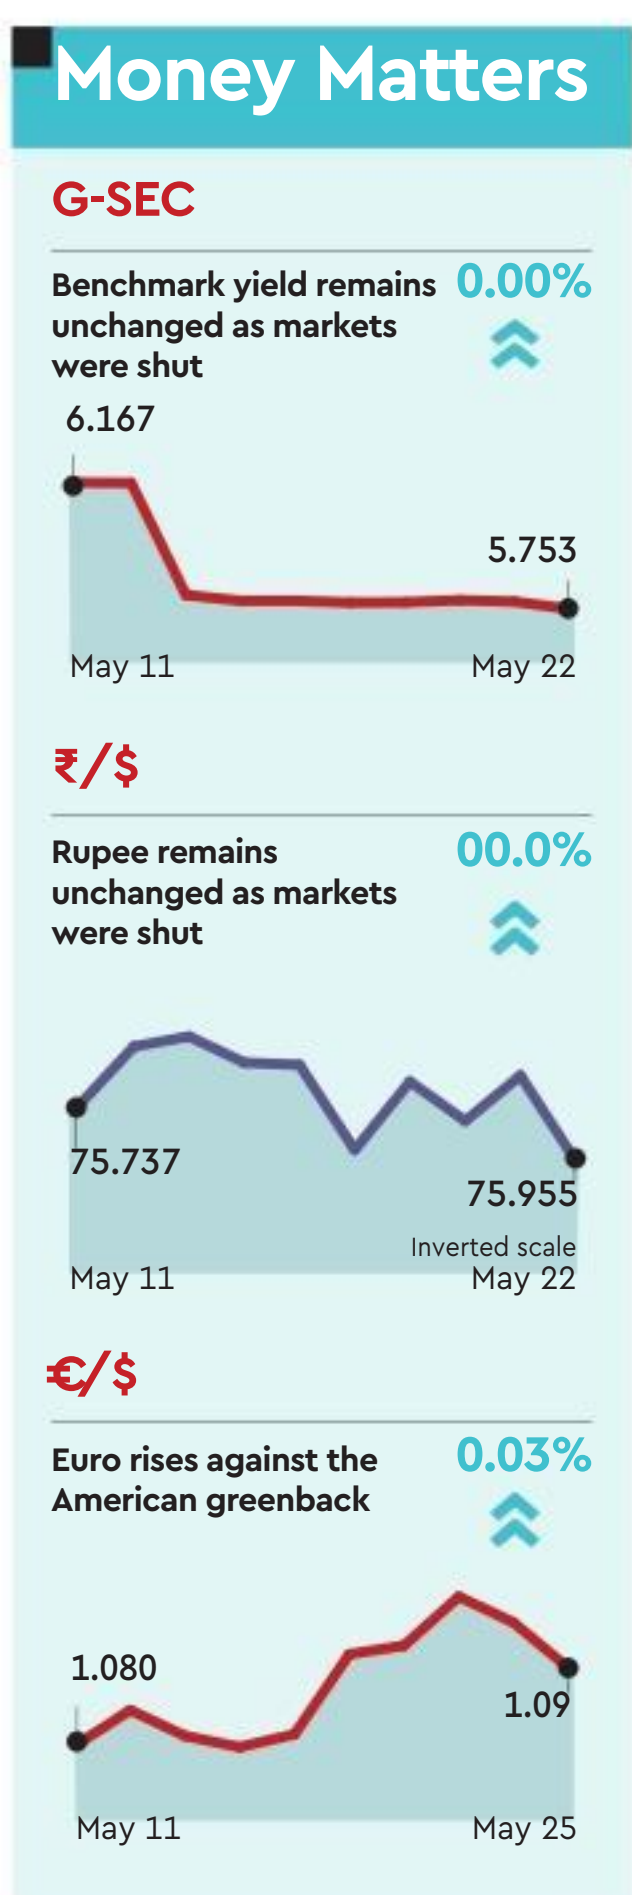 Money Matters
G-SEC
Benchmark yield remains
unchanged as markets
were shut
0.00%
6.167
5.753
May 11 May 22
₹/$
Rupee remains
unchanged as markets
were shut
00.0%
75.737
75.955
Inverted scale
May 11 May 22
€/$
Euro rises against the
American greenback
0.03%
1.080
1.09
May 11 May 25